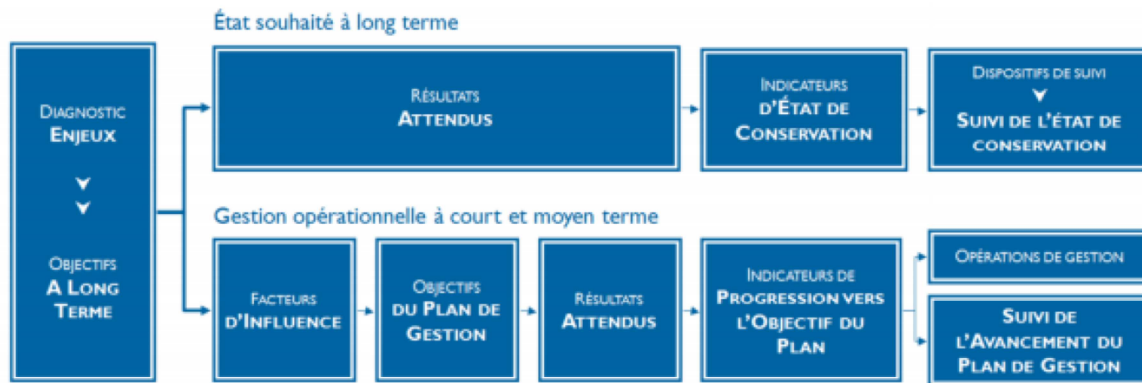 État souhaité à long terme
DIAGNOSTIC
ENJEUX
OBJECTIFS
A LONG
TERME
RÉSULTATS
ATTENDUS
INDICATEURS
D'ÉTAT DE
CONSERVATION
DISPOSITIFS DE SUIVI
SUIVI DE L'ÉTAT DE
CONSERVATION
Gestion opérationnelle à court et moyen terme
FACTEURS
D'INFLUENCE
OBJECTIFS
DU PLAN DE
GESTION
RÉSULTATS
ATTENDUS
INDICATEURS DE
PROGRESSION VERS
L'OBJECTIF DU
PLAN
OPÉRATIONS DE GESTION
SUIVI DE
L'AVANCEMENT DU
PLAN DE GESTION